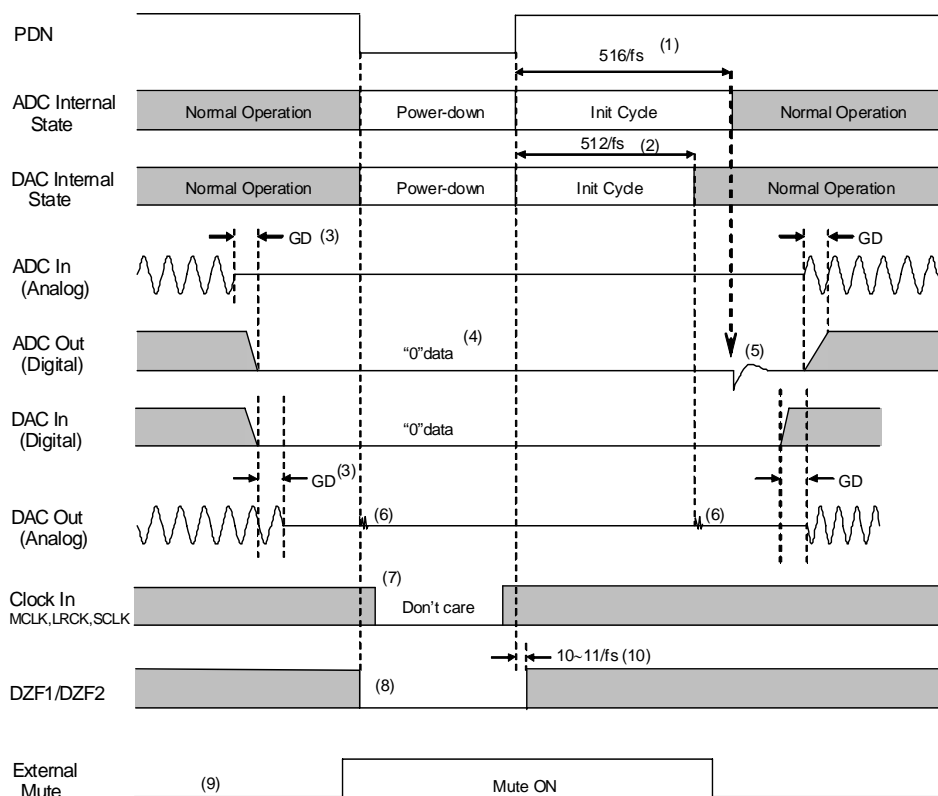 PDN
516/fs (1)
ADC Internal
State
Normal Operation Power-down Init Cycle Normal Operation
512/fs (2)
DAC Internal
State
Normal Operation Power-down Init Cycle Normal Operation
GD (3) GD
ADC In
(Analog)
ADC Out
(Digital)
"0"data (4) (5)
DAC In
(Digital)
"0"data
GD (3) GD
DAC Out
(Analog)
(6) (6)
Clock In
MCLK,LRCK,SCLK
(7)
Don't care
10~11/fs (10)
DZF1/DZF2 (8)
External
Mute
(9) Mute ON